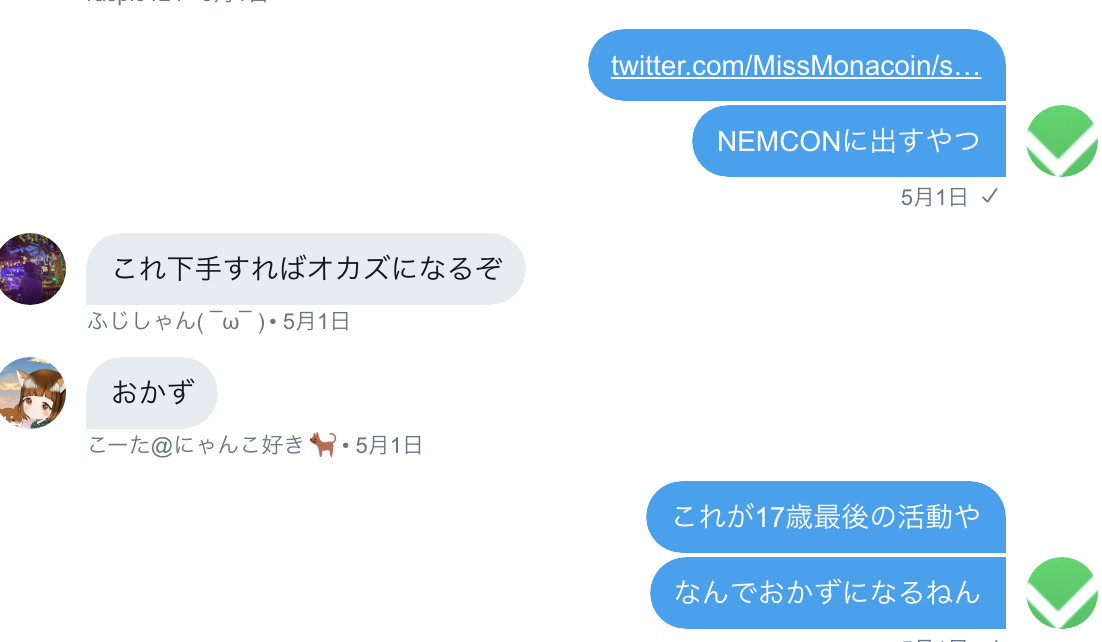 twitter.com/MissMonacoin/s…
NEMCONに出すやつ
5月1日 ✓
これ下手すればオカズになるぞ
ふじしゃん( ¯ω¯ ) • 5月1日
おかず
こーた@にゃんこ好き🐕 • 5月1日
これが17歳最後の活動や
なんでおかずになるねん